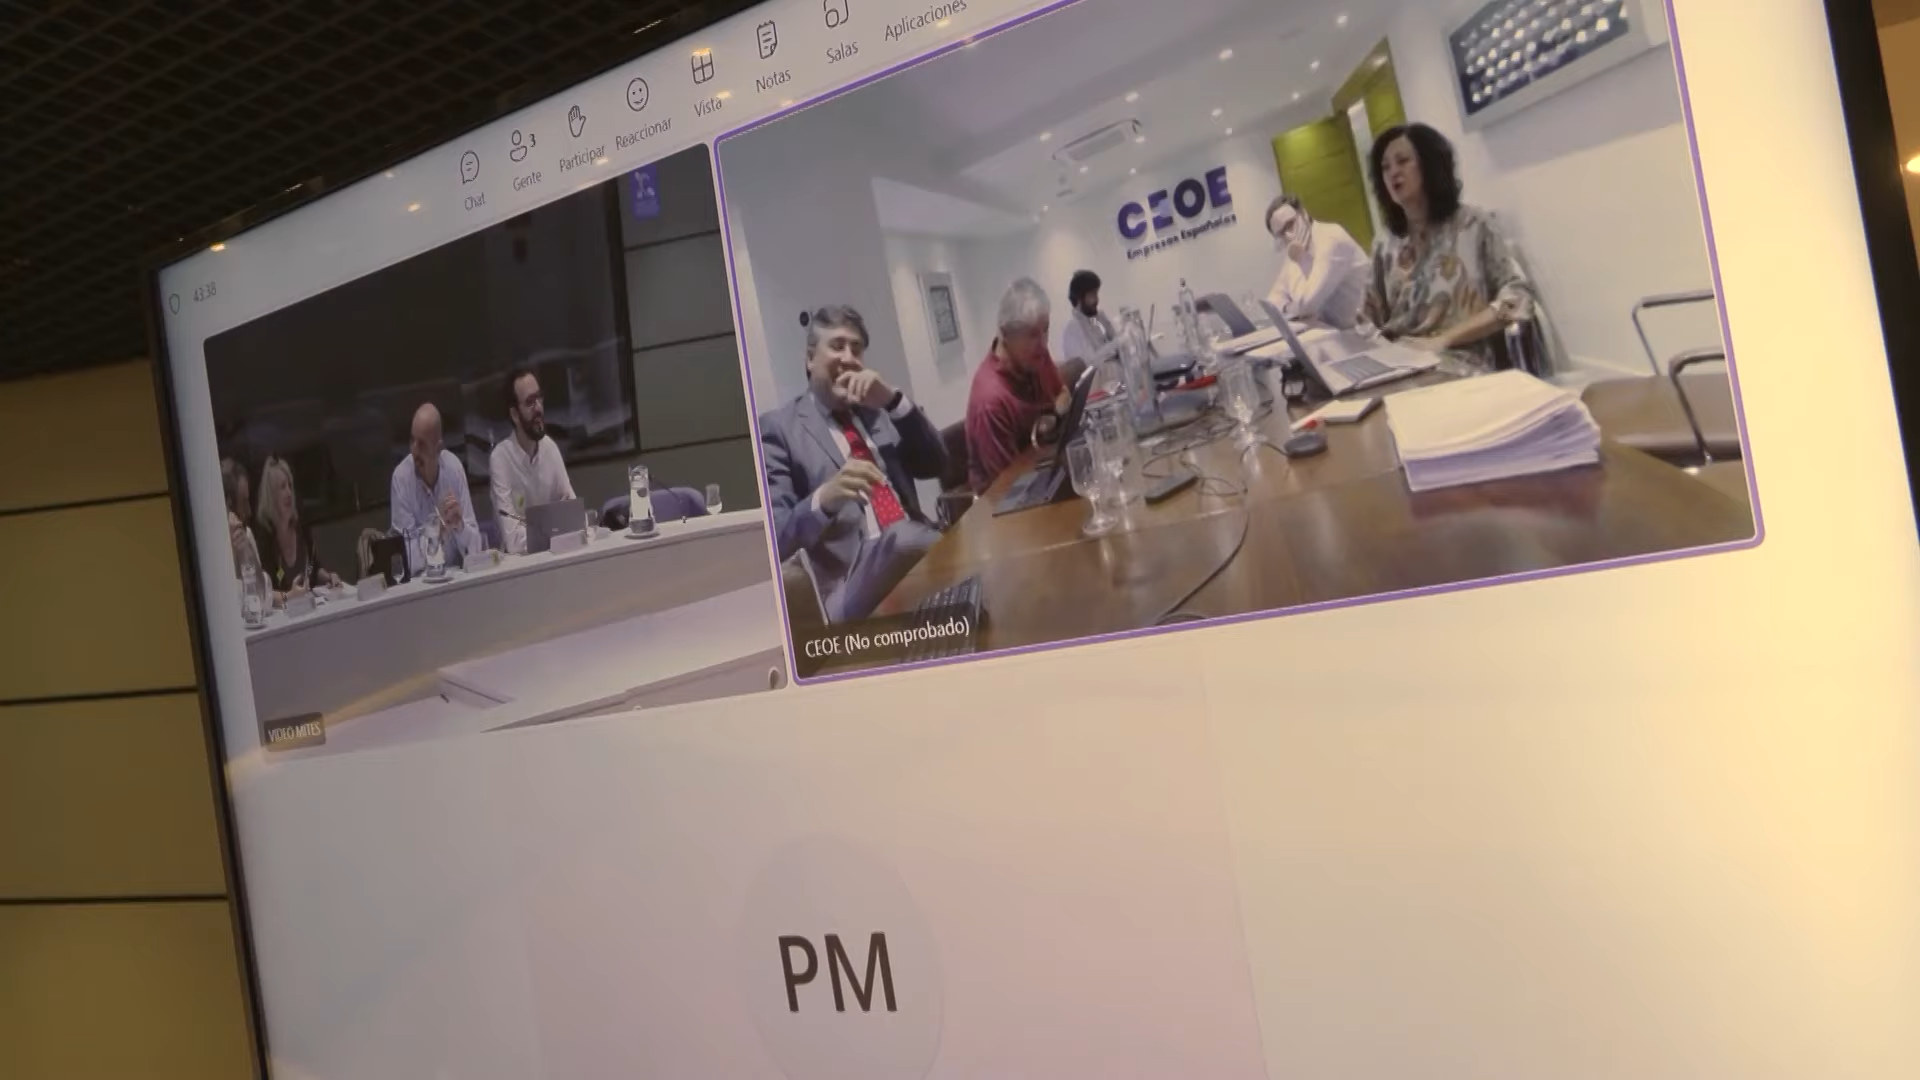 Chat
Gente
3
Participar
Reaccionar
Vista
Notas
Salas
Aplicaciones
43:38
CEOE
Empresas Españolas
CEOE (No comprobado)
VIDEO MITES
PM